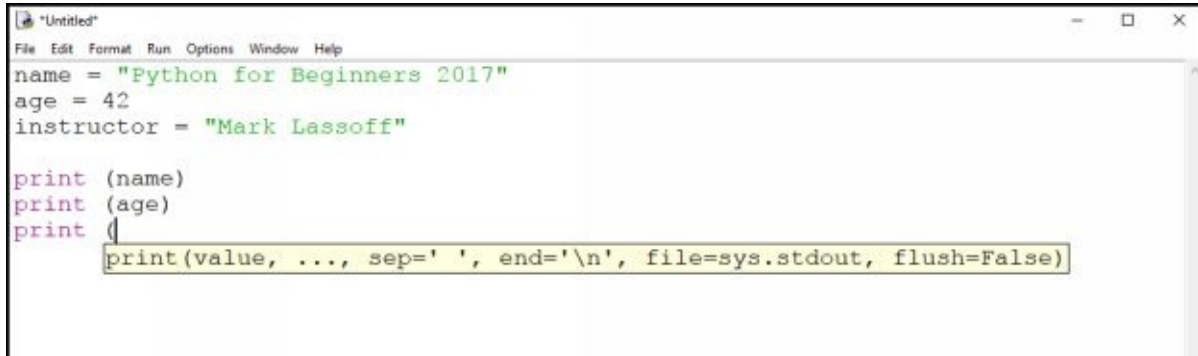 *Untitled*
File Edit Format Run Options Window Help
name = "Python for Beginners 2017"
age = 42
instructor = "Mark Lassoff"
print (name)
print (age)
print (
print(value, ..., sep=' ', end='\n', file=sys.stdout, flush=False)